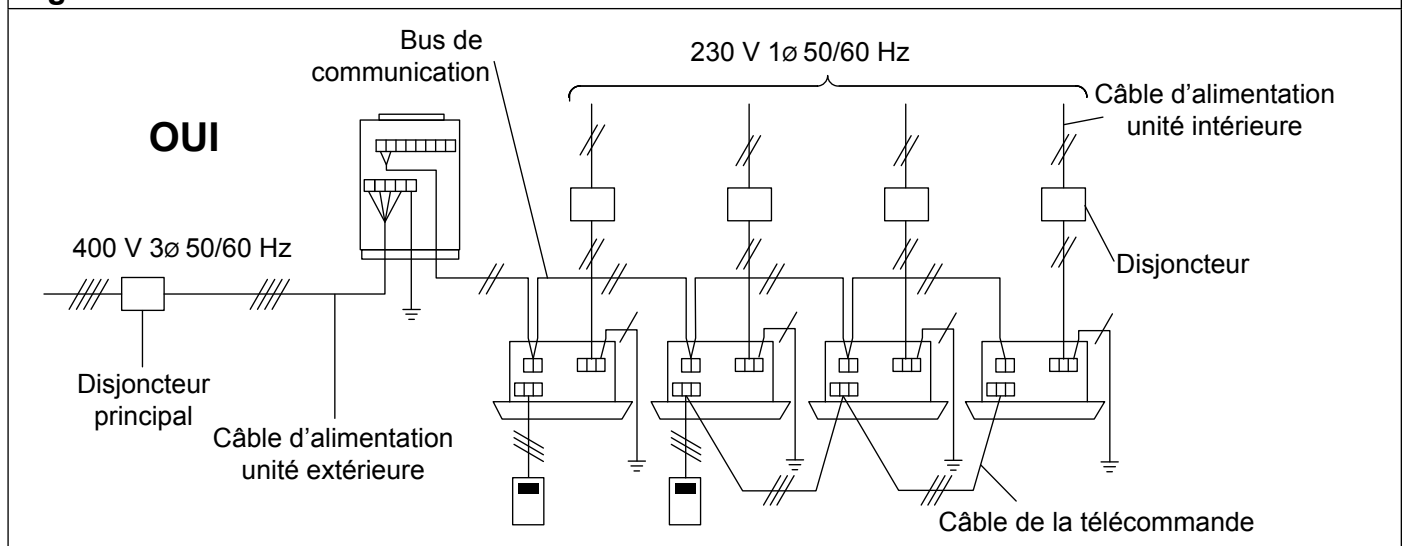 Bus de
communication
230 V 1ø 50/60 Hz
Câble d'alimentation
unité intérieure
OUI
400 V 3ø 50/60 Hz
Disjoncteur
Disjoncteur
principal
Câble d'alimentation
unité extérieure
Câble de la télécommande